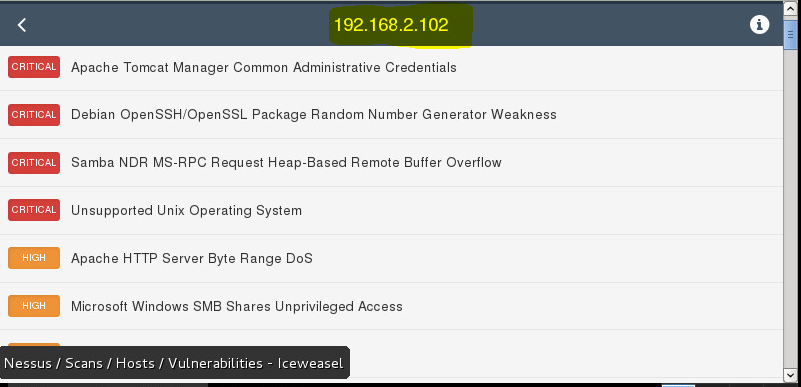 192.168.2.102
CRITICAL Apache Tomcat Manager Common Administrative Credentials
CRITICAL Debian OpenSSH/OpenSSL Package Random Number Generator Weakness
CRITICAL Samba NDR MS-RPC Request Heap-Based Remote Buffer Overflow
CRITICAL Unsupported Unix Operating System
HIGH Apache HTTP Server Byte Range DoS
HIGH Microsoft Windows SMB Shares Unprivileged Access
Nessus / Scans / Hosts / Vulnerabilities - Iceweasel